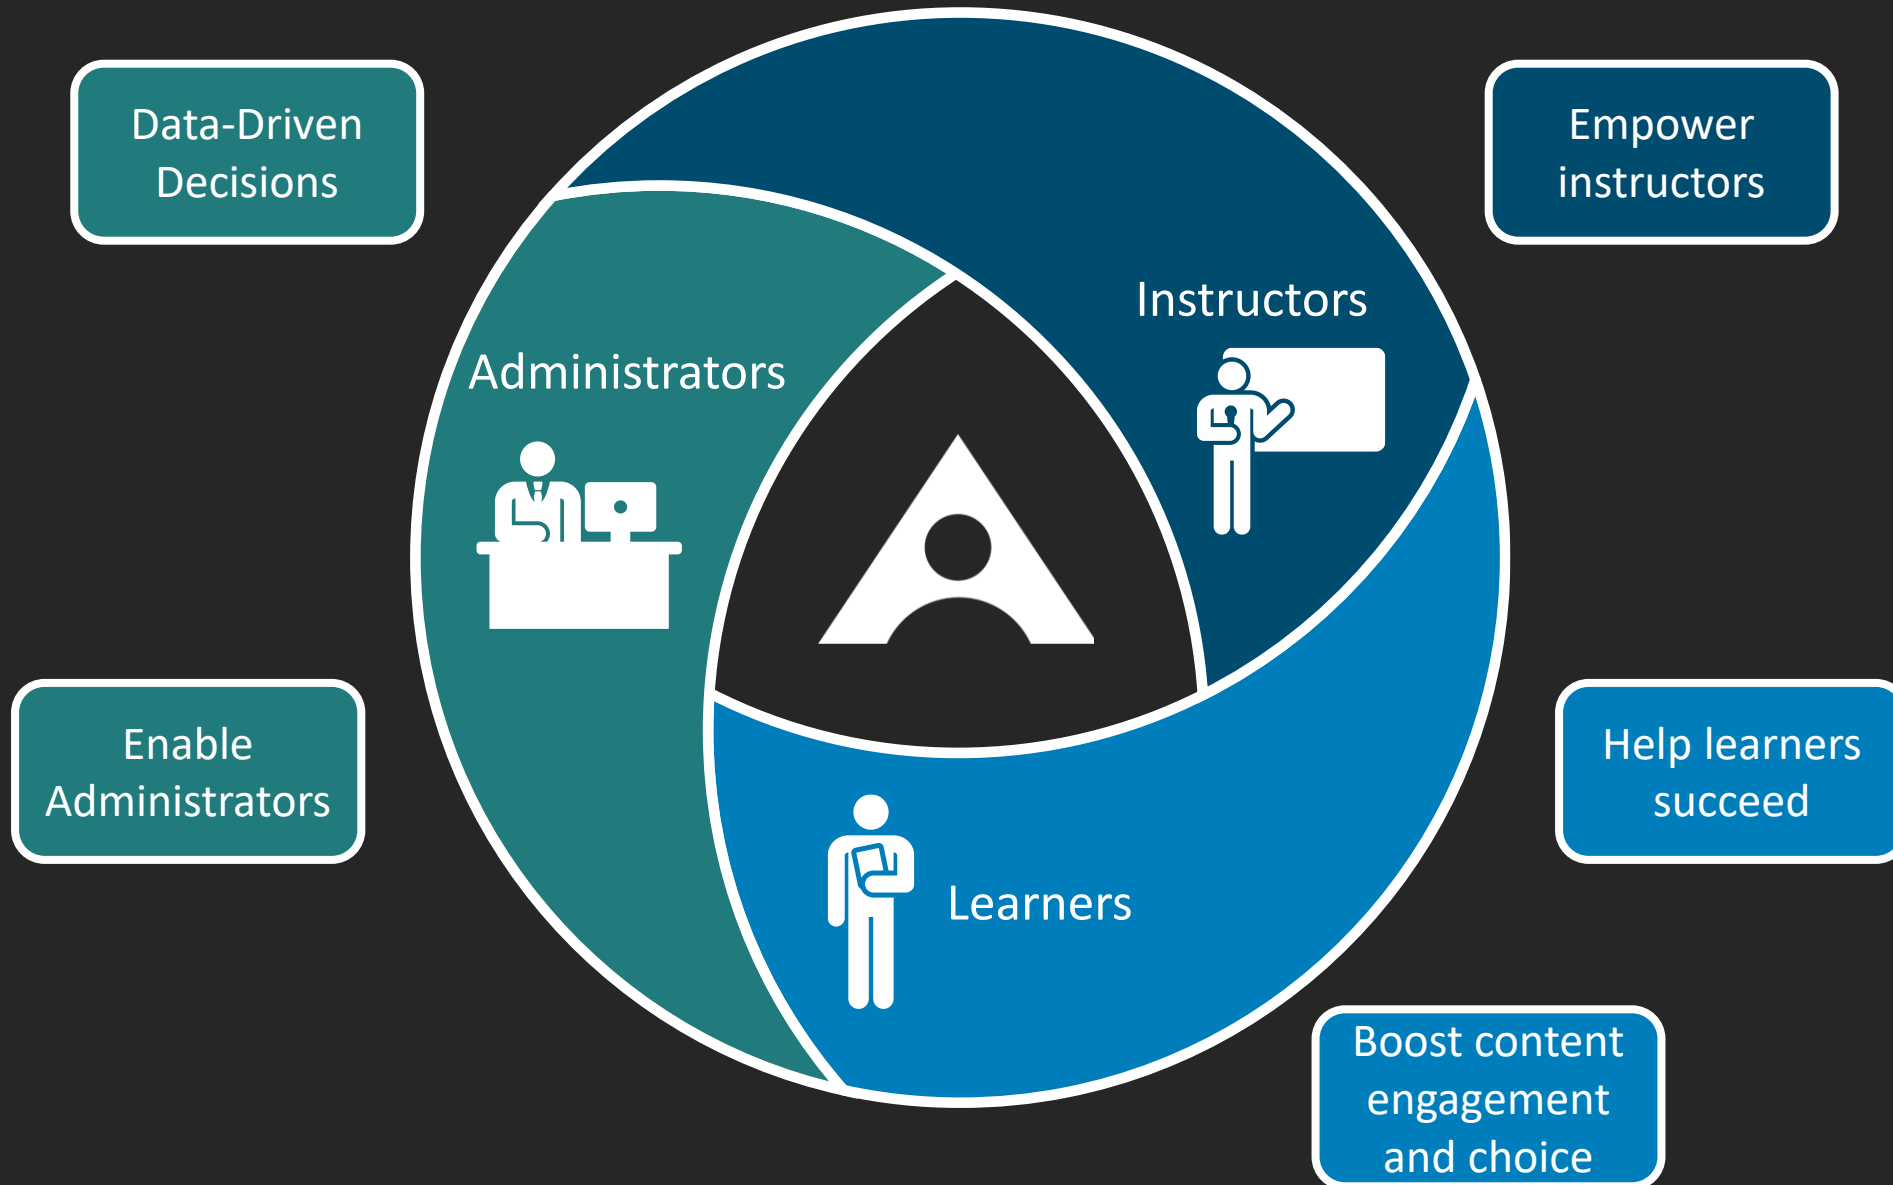 Data-Driven
Decisions
Empower
instructors
Instructors
Administrators
Enable
Administrators
Help learners
succeed
Learners
Boost content
engagement
and choice